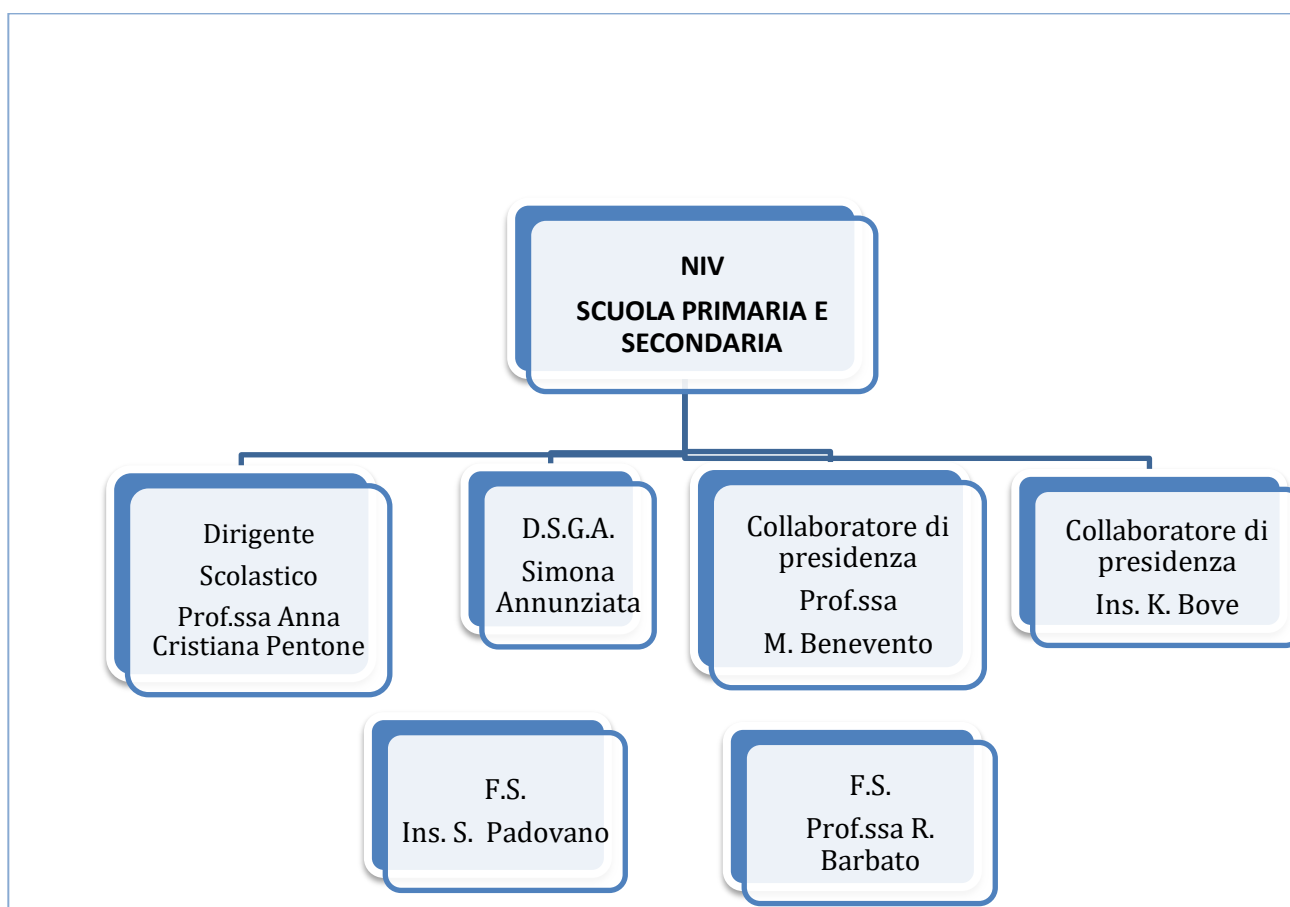 NIV
SCUOLA PRIMARIA E
SECONDARIA
Dirigente
Scolastico
Prof.ssa Anna
Cristiana Pentone
D.S.G.A.
Simona
Annunziata
Collaboratore di
presidenza
Prof.ssa
M. Benevento
Collaboratore di
presidenza
Ins. K. Bove
F.S.
Ins. S.  Padovano
F.S.
Prof.ssa R.
Barbato